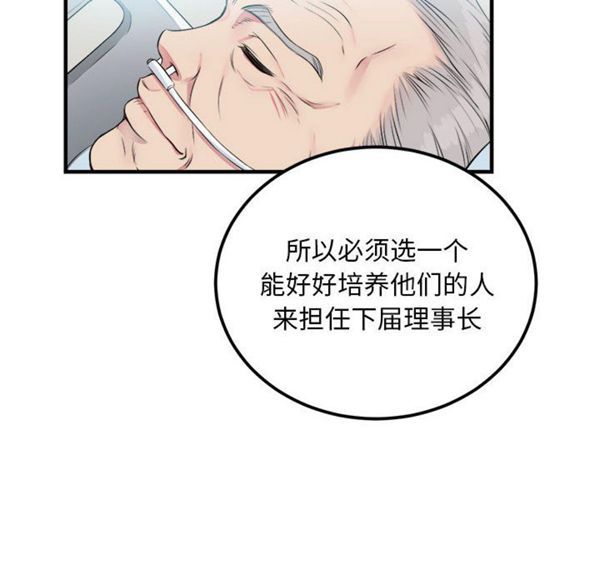 所以必须选一个
能好好培养他们的人
来担任下届理事长